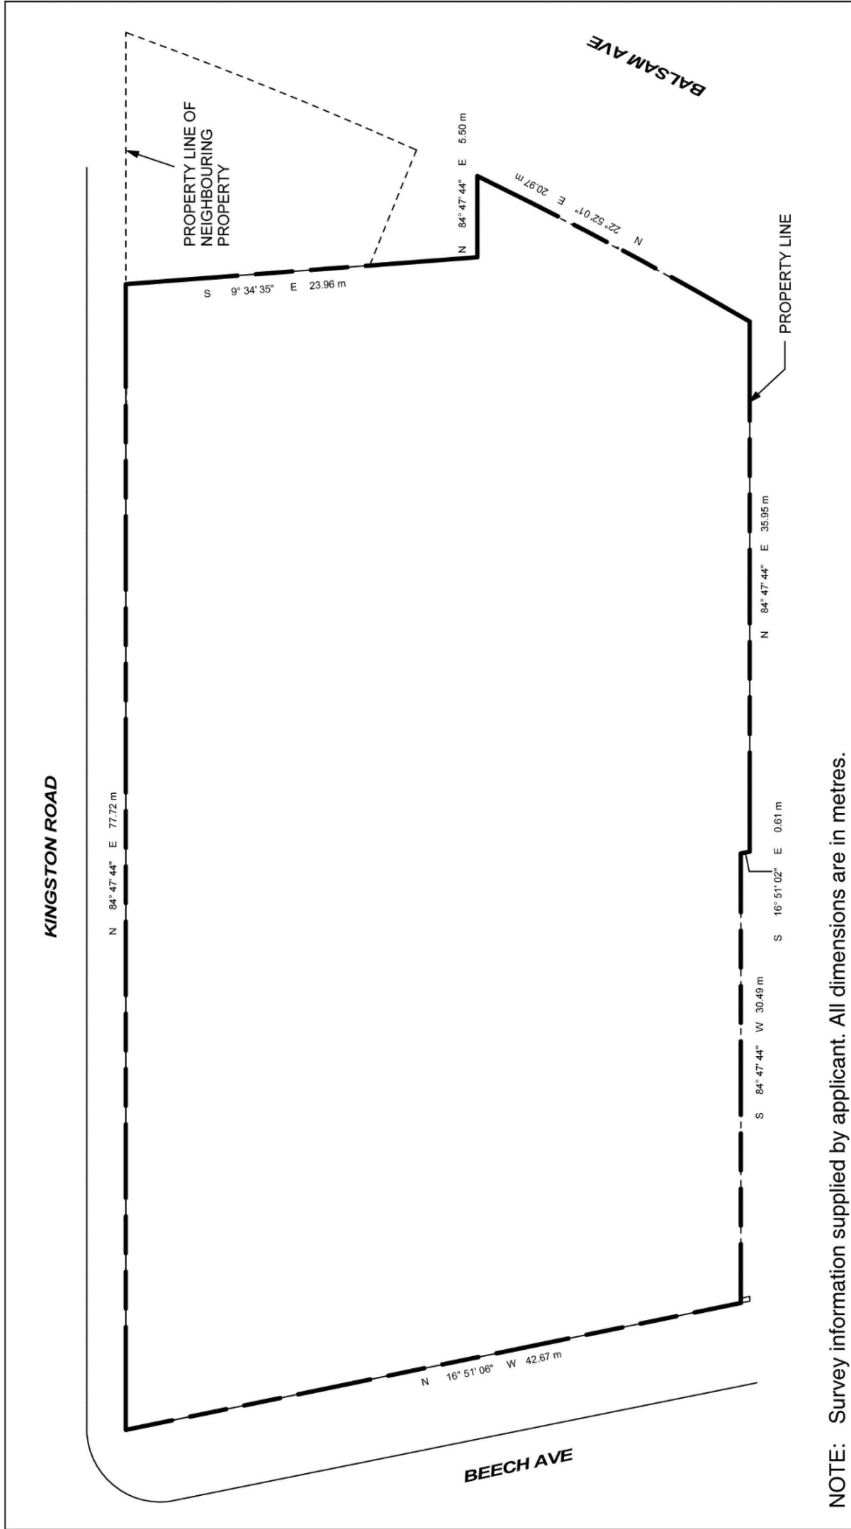 KINGSTON ROAD
N 84° 47' 44" E 77.72 m
PROPERTY LINE OF
NEIGHBOURING
PROPERTY
BALSAM AVE
S 9° 34' 35" E 23.96 m
N 84° 47' 44" E 5.50 m
N 22° 52' 01" E 20.97 m
PROPERTY LINE
N 84° 47' 44" E 35.95 m
S 16° 51' 02" E 0.61 m
S 84° 47' 44" W 30.49 m
N 16° 51' 06" W 42.67 m
BEECH AVE
NOTE: Survey information supplied by applicant. All dimensions are in metres.